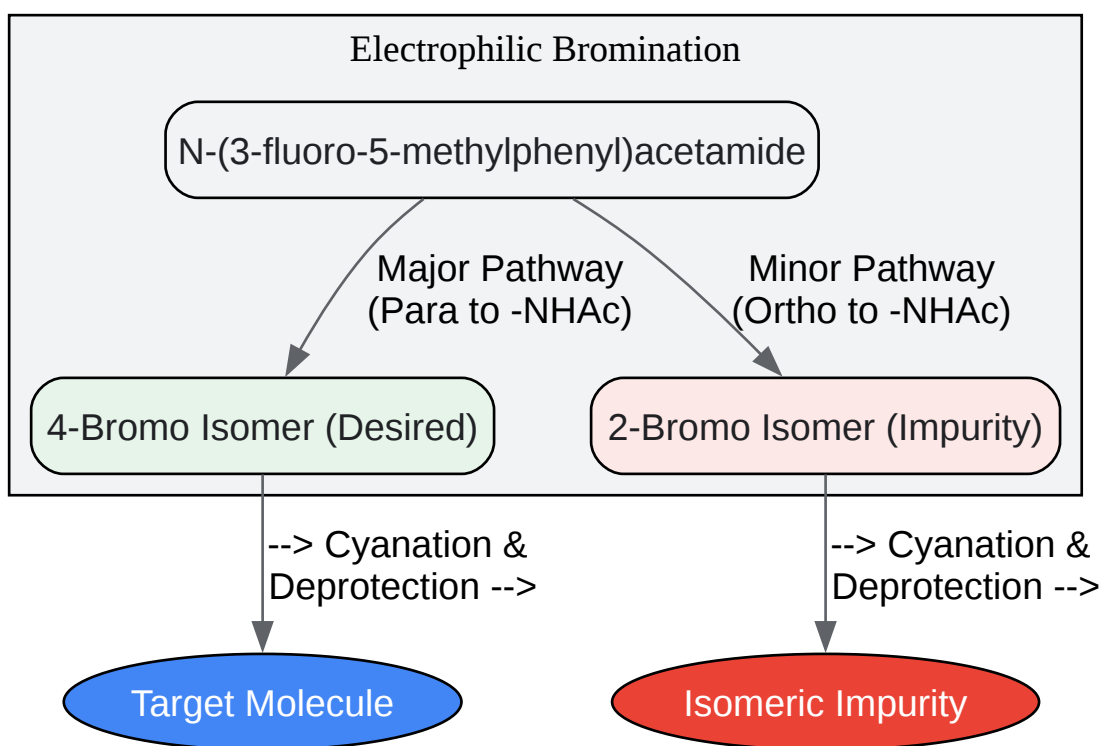 Electrophilic Bromination
N-(3-fluoro-5-methylphenyl)acetamide
Major Pathway
(Para to -NHAc)
Minor Pathway
(Ortho to -NHAc)
4-Bromo Isomer (Desired)
2-Bromo Isomer (Impurity)
--> Cyanation &
Deprotection -->
--> Cyanation &
Deprotection -->
Target Molecule
Isomeric Impurity